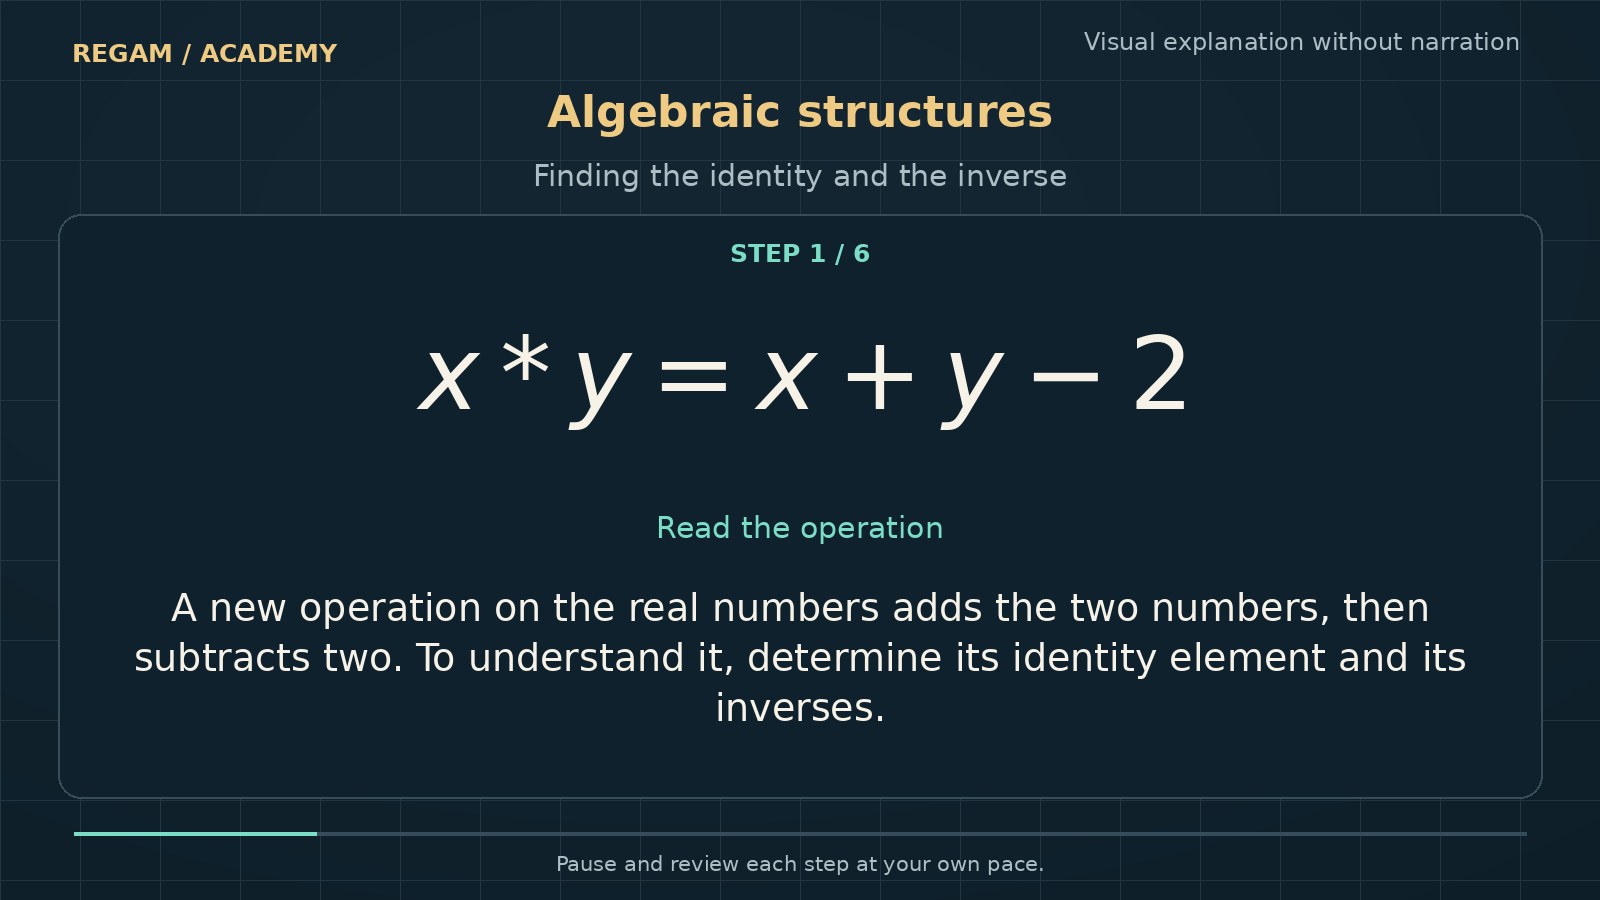 REGAM / ACADEMY
Visual explanation without narration
Algebraic structures
Finding the identity and the inverse
STEP 1 / 6
x * y = x + y − 2
Read the operation
A new operation on the real numbers adds the two numbers, then
subtracts two. To understand it, determine its identity element and its
inverses.
Pause and review each step at your own pace.